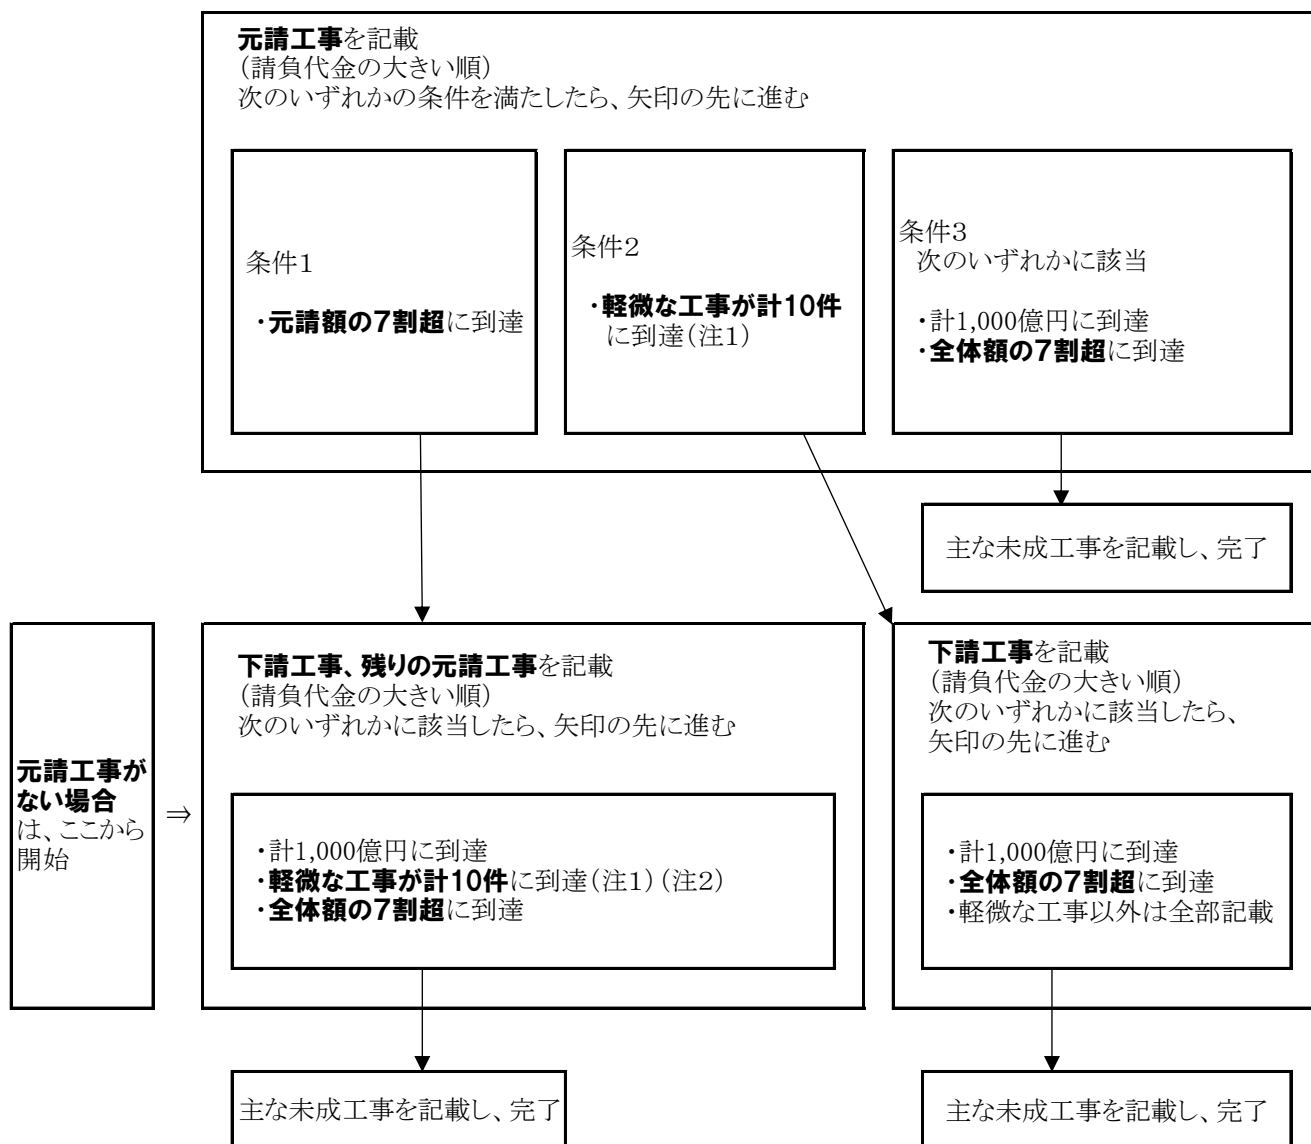 元請工事を記載
(請負代金の大きい順)
次のいずれかの条件を満たしたら、矢印の先に進む
条件1
・元請額の7割超に到達
条件2
・軽微な工事が計10件
に到達(注1)
条件3
次のいずれかに該当
・計1,000億円に到達
・全体額の7割超に到達
主な未成工事を記載し、完了
元請工事が
ない場合
は、ここから
開始
⇒
下請工事、残りの元請工事を記載
(請負代金の大きい順)
次のいずれかに該当したら、矢印の先に進む
・計1,000億円に到達
・軽微な工事が計10件に到達(注1)(注2)
・全体額の7割超に到達
下請工事を記載
(請負代金の大きい順)
次のいずれかに該当したら、
矢印の先に進む
・計1,000億円に到達
・全体額の7割超に到達
・軽微な工事以外は全部記載
主な未成工事を記載し、完了
主な未成工事を記載し、完了